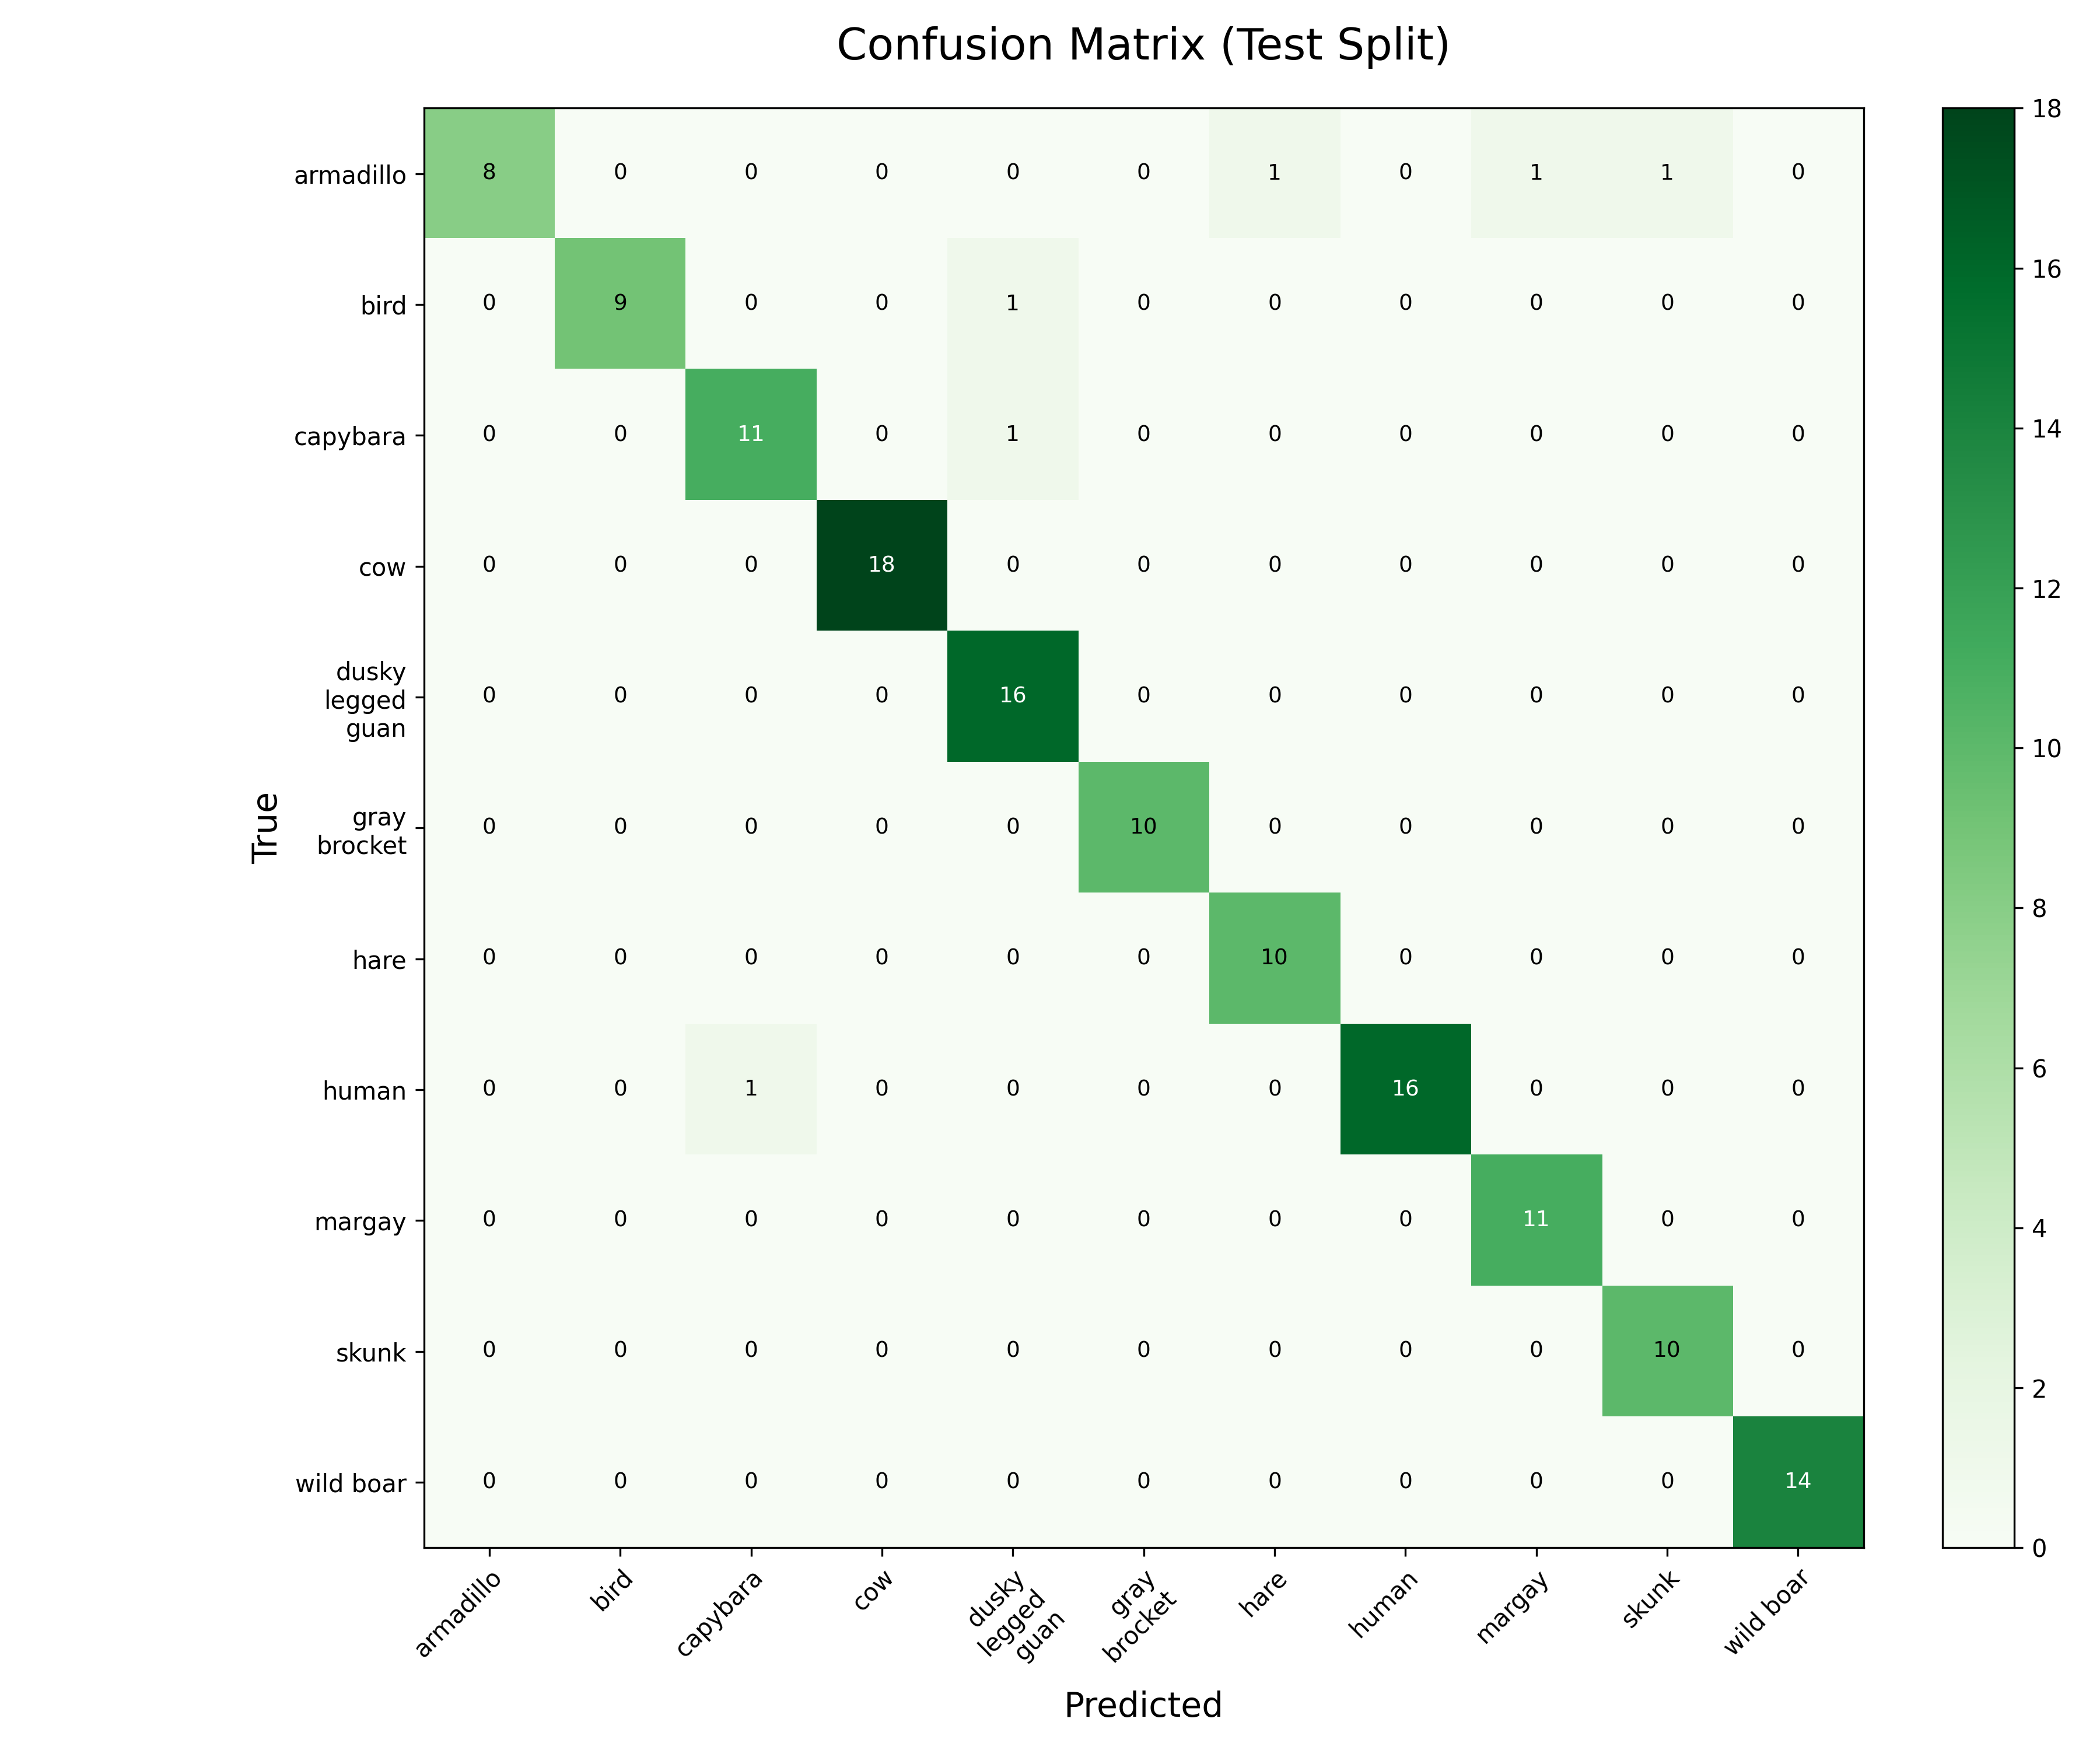 Confusion Matrix (Test Split)
armadillo 8 0 0 0 0 0 1 0 1 1 0
bird 0 9 0 0 1 0 0 0 0 0 0
capybara 0 0 11 0 1 0 0 0 0 0 0
cow 0 0 0 18 0 0 0 0 0 0 0
dusky
legged
guan
0 0 0 0 16 0 0 0 0 0 0
gray
brocket
0 0 0 0 0 10 0 0 0 0 0
hare 0 0 0 0 0 0 10 0 0 0 0
human 0 0 1 0 0 0 0 16 0 0 0
margay 0 0 0 0 0 0 0 0 11 0 0
skunk 0 0 0 0 0 0 0 0 0 10 0
wild boar 0 0 0 0 0 0 0 0 0 0 14
True
armadillo
bird
capybara
cow
dusky
legged
guan
gray
brocket
hare
human
margay
skunk
wild boar
Predicted
18
16
14
12
10
8
6
4
2
0